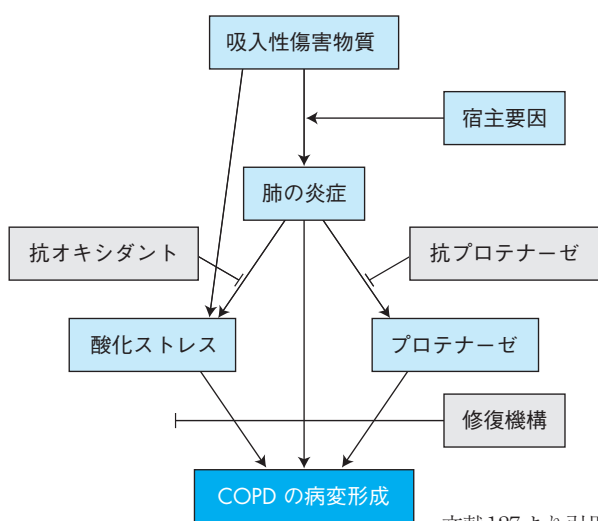 吸入性傷害物質
宿主要因
肺の炎症
抗オキシダント
抗プロテナーゼ
酸化ストレス
プロテナーゼ
修復機構
COPD の病変形成